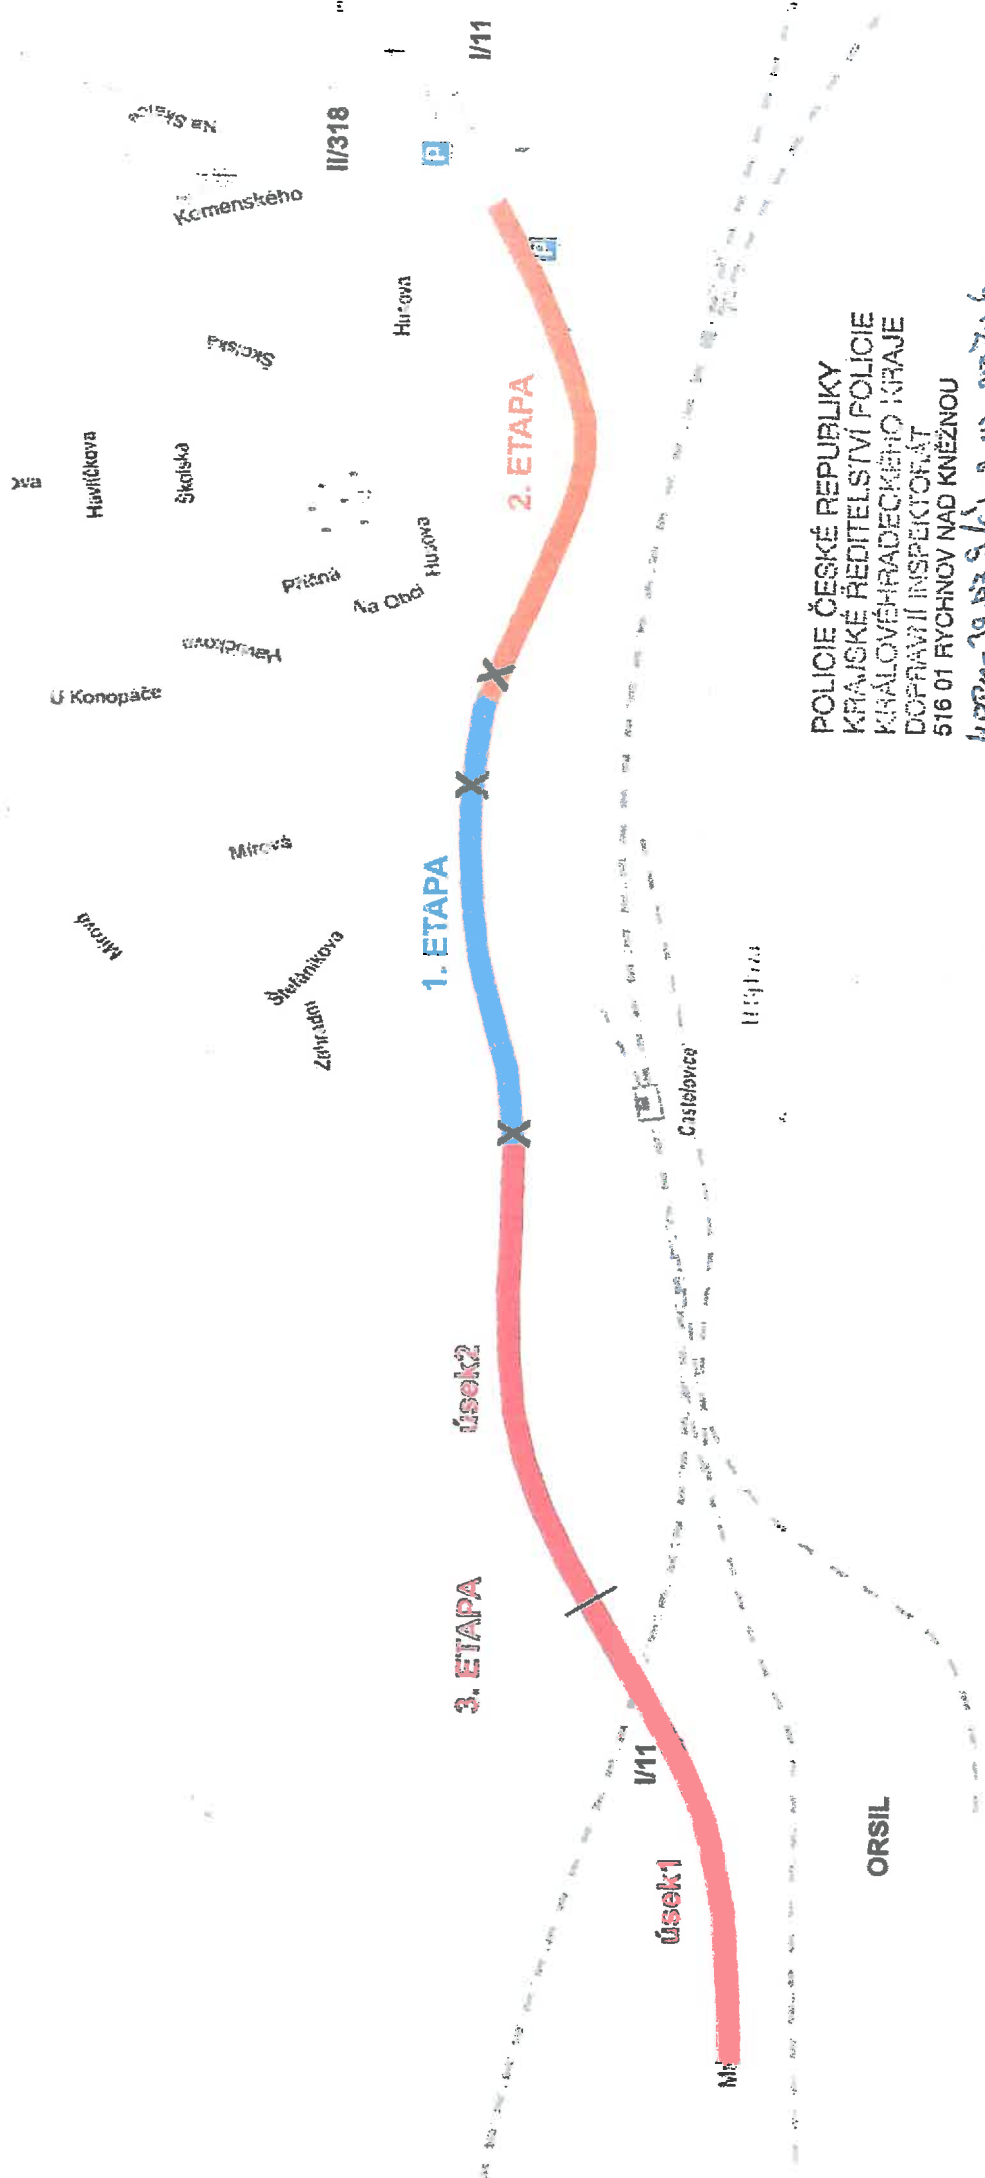 I/11
II/318
P
P
Na Skalce
Komenského
Školská
Husova
Havlíčkova
Školská
Příčná
Na Obci
Husova
Havlíčkova
U Konopáče
Mírová
Mírová
Štefánikova
Zahradní
2. ETAPA
1. ETAPA
3. ETAPA
úsek2
úsek1
I/11
Častolovice
ORSIL
POLICIE ČESKÉ REPUBLIKY
KRAJSKÉ ŘEDITELSTVÍ POLICIE
KRÁLOVÉHRADECKÉHO KRAJE
DOPRAVNÍ INSPEKTORÁT
516 01 RYCHNOV NAD KNĚŽNOU